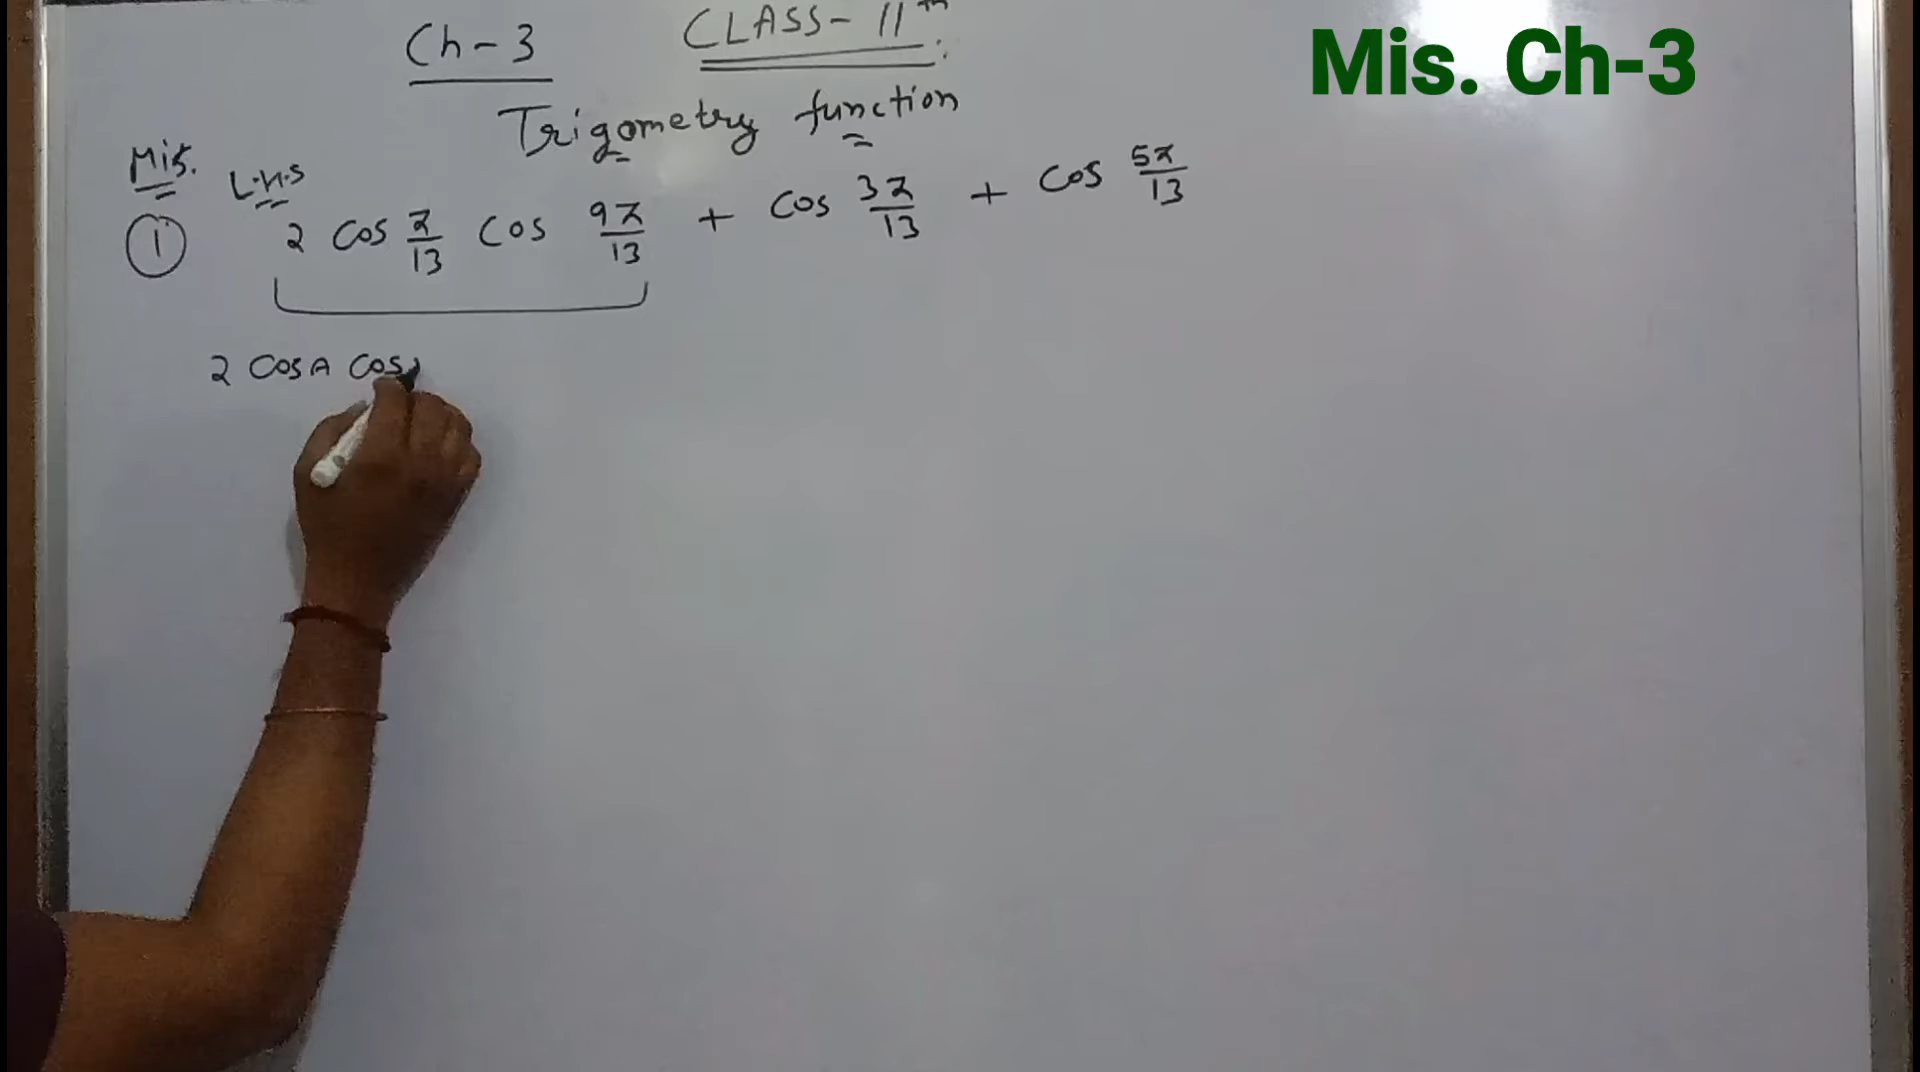 Ch-3 CLASS-11th
Mis. Ch-3
Trigometry function
Mis. L.H.S
① 2 cos π/13 cos 9π/13 + cos 3π/13 + cos 5π/13
2 cosA cos